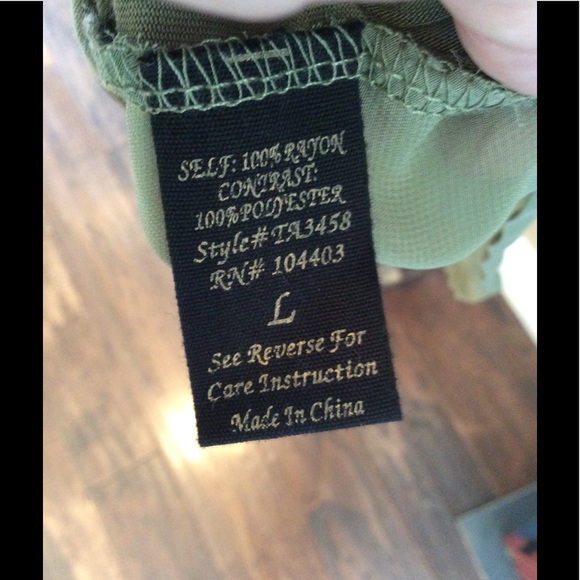 SELF: 100% RAYON
CONTRAST:
100%POLYESTER
Style# TA3458
RN# 104403
L
See Reverse For
Care Instruction
Made In China